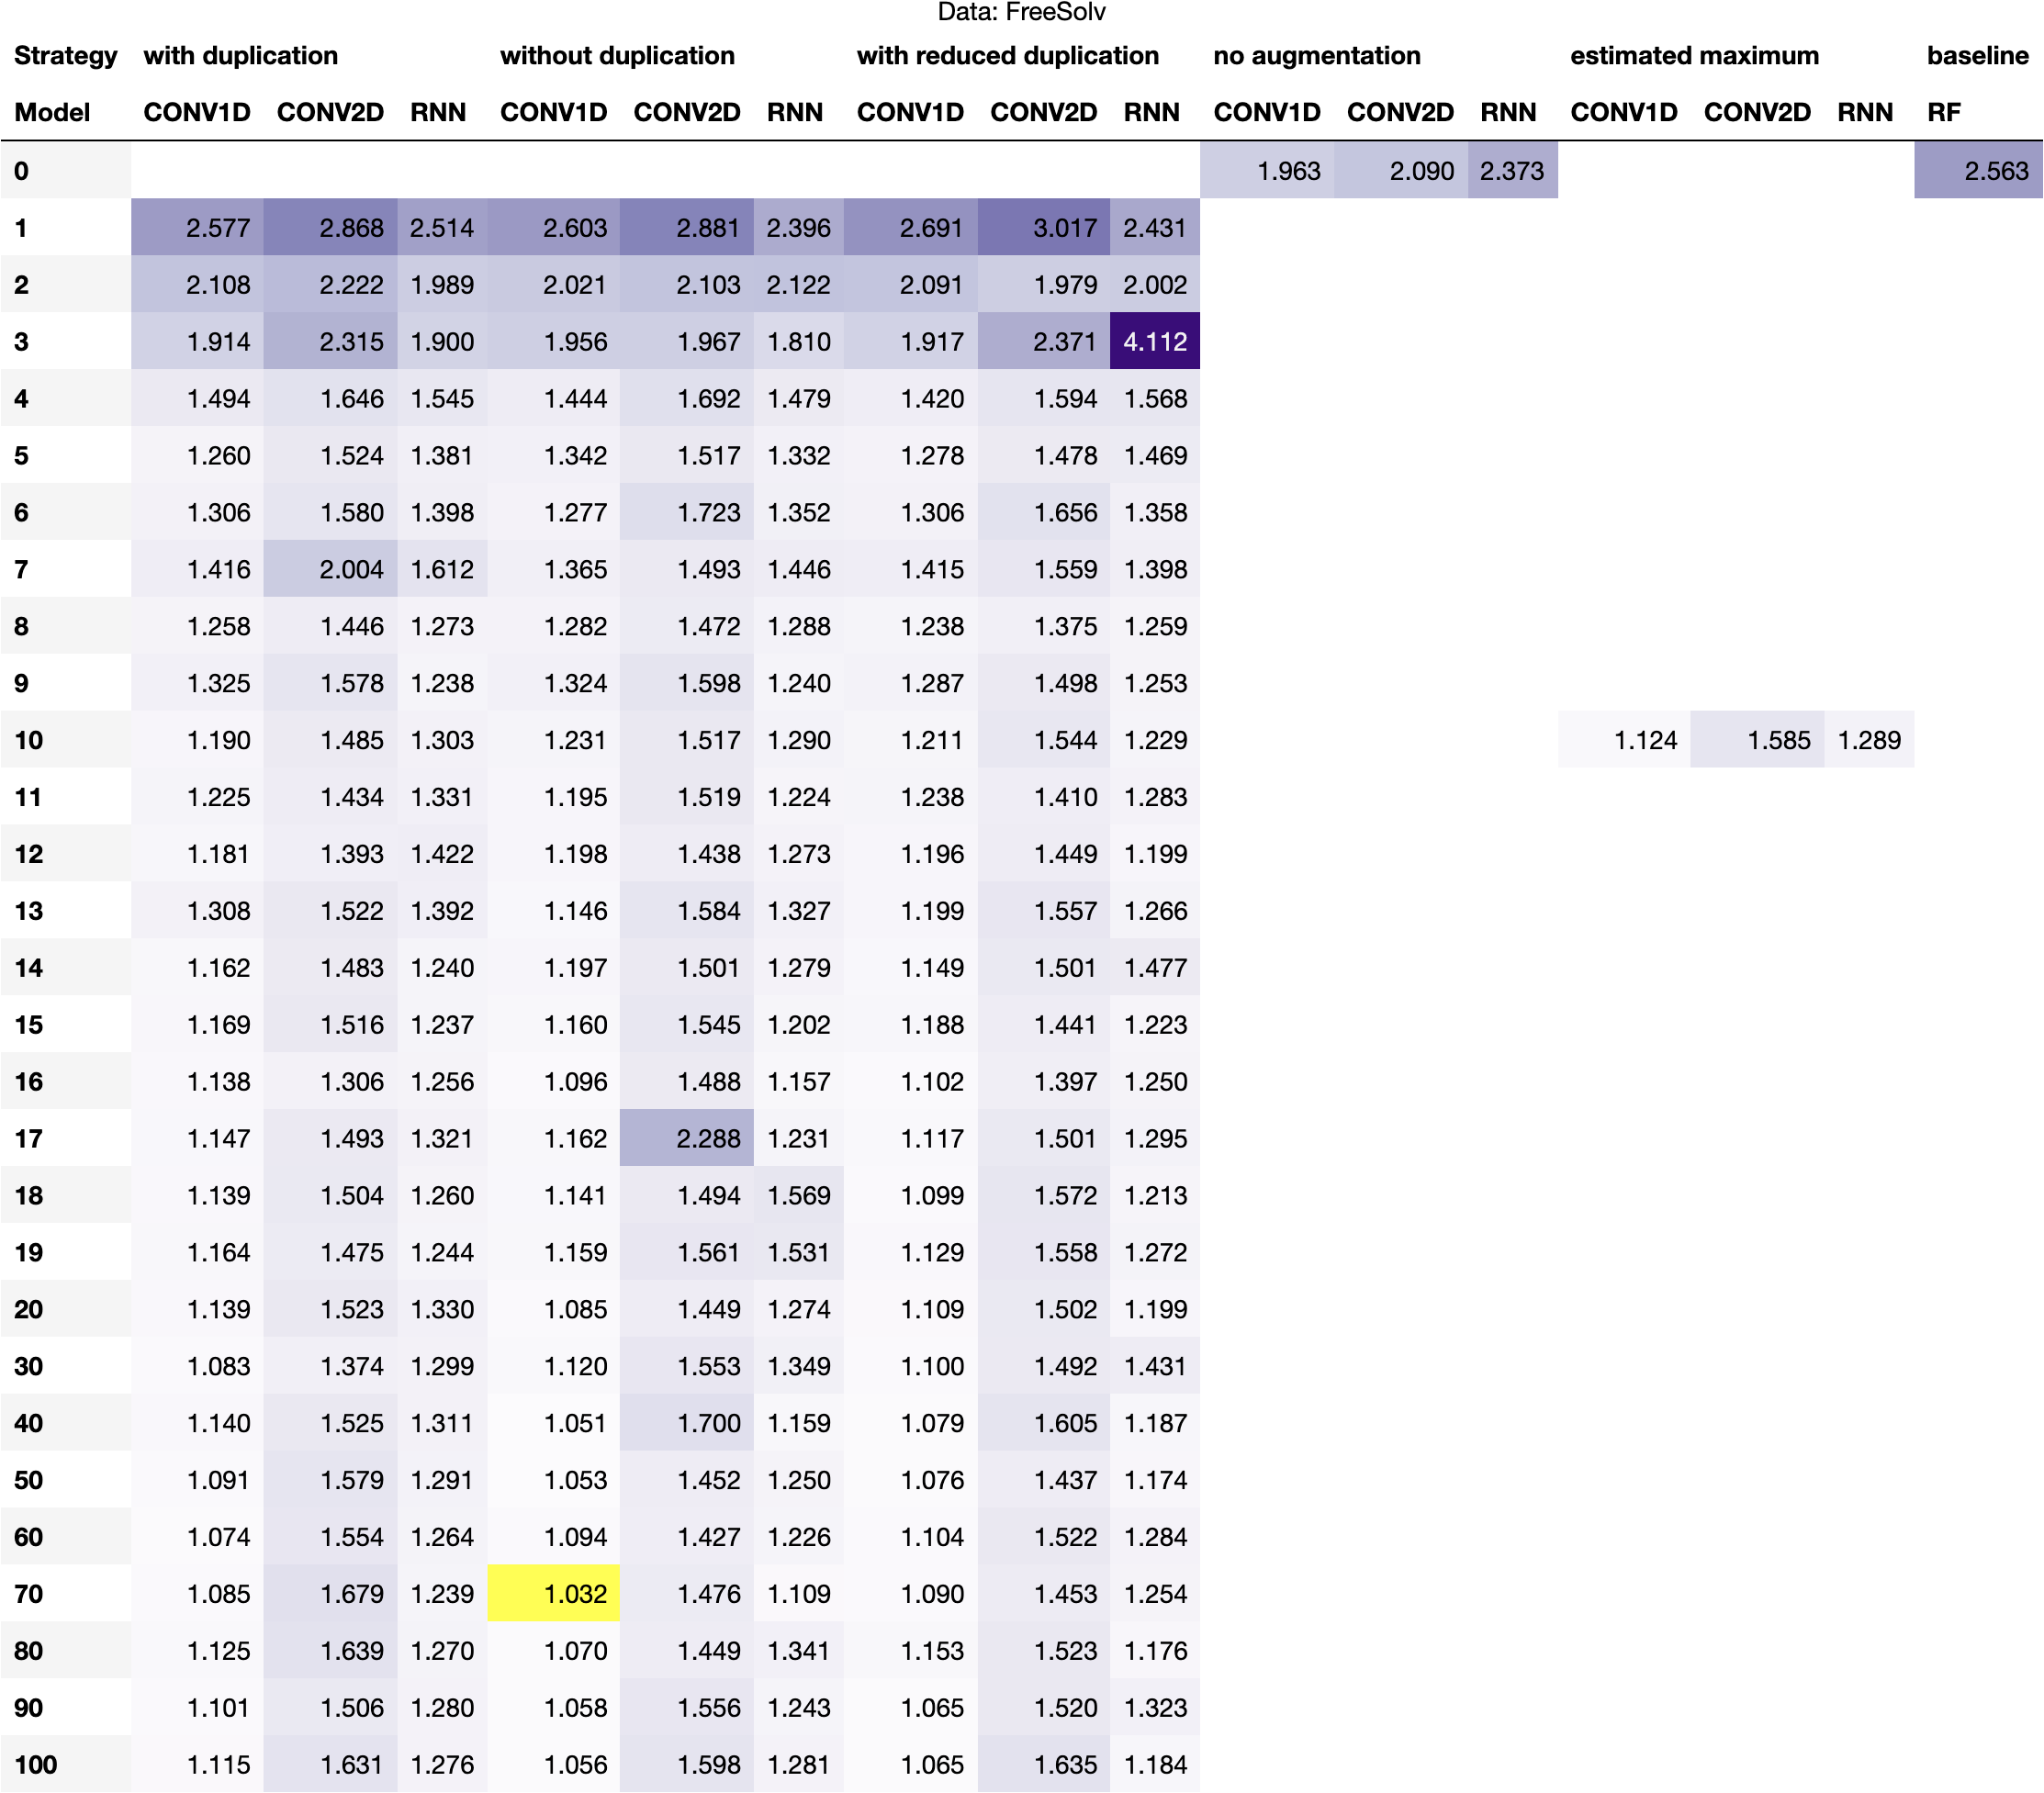 Data: FreeSolv
Strategy with duplication without duplication with reduced duplication no augmentation estimated maximum baseline
Model CONV1D CONV2D RNN CONV1D CONV2D RNN CONV1D CONV2D RNN CONV1D CONV2D RNN CONV1D CONV2D RNN RF
0 1.963 2.090 2.373 2.563
1 2.577 2.868 2.514 2.603 2.881 2.396 2.691 3.017 2.431
2 2.108 2.222 1.989 2.021 2.103 2.122 2.091 1.979 2.002
3 1.914 2.315 1.900 1.956 1.967 1.810 1.917 2.371 4.112
4 1.494 1.646 1.545 1.444 1.692 1.479 1.420 1.594 1.568
5 1.260 1.524 1.381 1.342 1.517 1.332 1.278 1.478 1.469
6 1.306 1.580 1.398 1.277 1.723 1.352 1.306 1.656 1.358
7 1.416 2.004 1.612 1.365 1.493 1.446 1.415 1.559 1.398
8 1.258 1.446 1.273 1.282 1.472 1.288 1.238 1.375 1.259
9 1.325 1.578 1.238 1.324 1.598 1.240 1.287 1.498 1.253
10 1.190 1.485 1.303 1.231 1.517 1.290 1.211 1.544 1.229 1.124 1.585 1.289
11 1.225 1.434 1.331 1.195 1.519 1.224 1.238 1.410 1.283
12 1.181 1.393 1.422 1.198 1.438 1.273 1.196 1.449 1.199
13 1.308 1.522 1.392 1.146 1.584 1.327 1.199 1.557 1.266
14 1.162 1.483 1.240 1.197 1.501 1.279 1.149 1.501 1.477
15 1.169 1.516 1.237 1.160 1.545 1.202 1.188 1.441 1.223
16 1.138 1.306 1.256 1.096 1.488 1.157 1.102 1.397 1.250
17 1.147 1.493 1.321 1.162 2.288 1.231 1.117 1.501 1.295
18 1.139 1.504 1.260 1.141 1.494 1.569 1.099 1.572 1.213
19 1.164 1.475 1.244 1.159 1.561 1.531 1.129 1.558 1.272
20 1.139 1.523 1.330 1.085 1.449 1.274 1.109 1.502 1.199
30 1.083 1.374 1.299 1.120 1.553 1.349 1.100 1.492 1.431
40 1.140 1.525 1.311 1.051 1.700 1.159 1.079 1.605 1.187
50 1.091 1.579 1.291 1.053 1.452 1.250 1.076 1.437 1.174
60 1.074 1.554 1.264 1.094 1.427 1.226 1.104 1.522 1.284
70 1.085 1.679 1.239 1.032 1.476 1.109 1.090 1.453 1.254
80 1.125 1.639 1.270 1.070 1.449 1.341 1.153 1.523 1.176
90 1.101 1.506 1.280 1.058 1.556 1.243 1.065 1.520 1.323
100 1.115 1.631 1.276 1.056 1.598 1.281 1.065 1.635 1.184